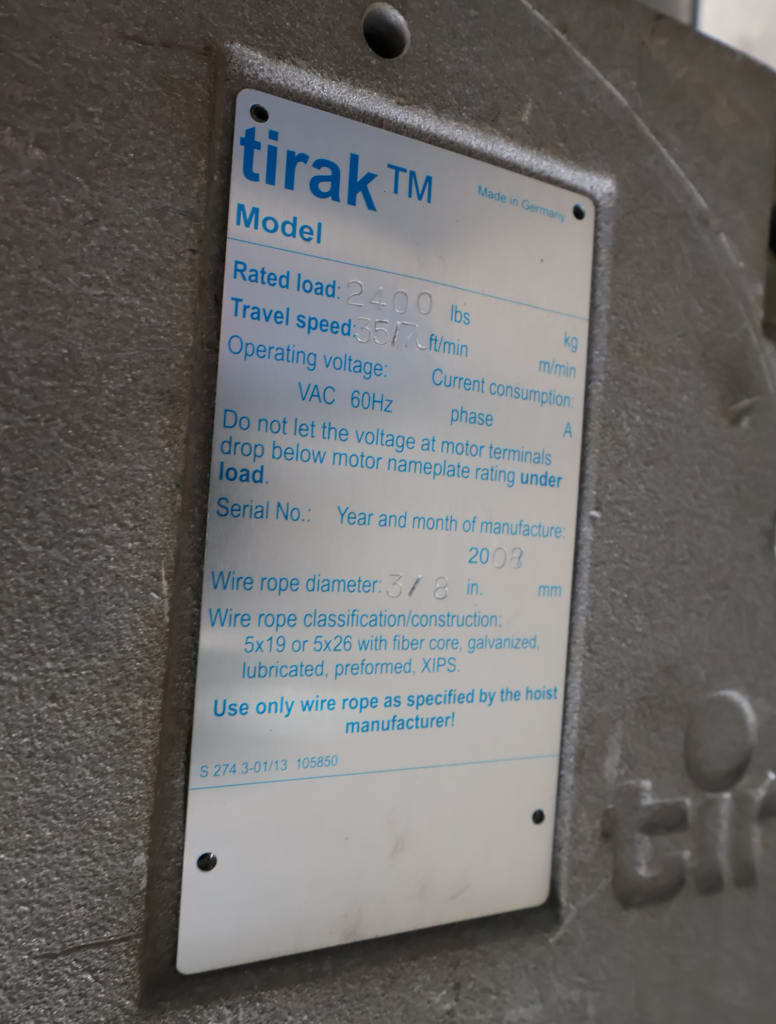 tirak™
Made in Germany
Model
Rated load: 2400 lbs kg
Travel speed: 35/70 ft/min m/min
Operating voltage: Current consumption:
VAC 60Hz phase A
Do not let the voltage at motor terminals
drop below motor nameplate rating under
load.
Serial No.: Year and month of manufacture:
2008
Wire rope diameter: 3/8 in. mm
Wire rope classification/construction:
5x19 or 5x26 with fiber core, galvanized,
lubricated, preformed, XIPS.
Use only wire rope as specified by the hoist
manufacturer!
S 274.3-01/13 105850
tir